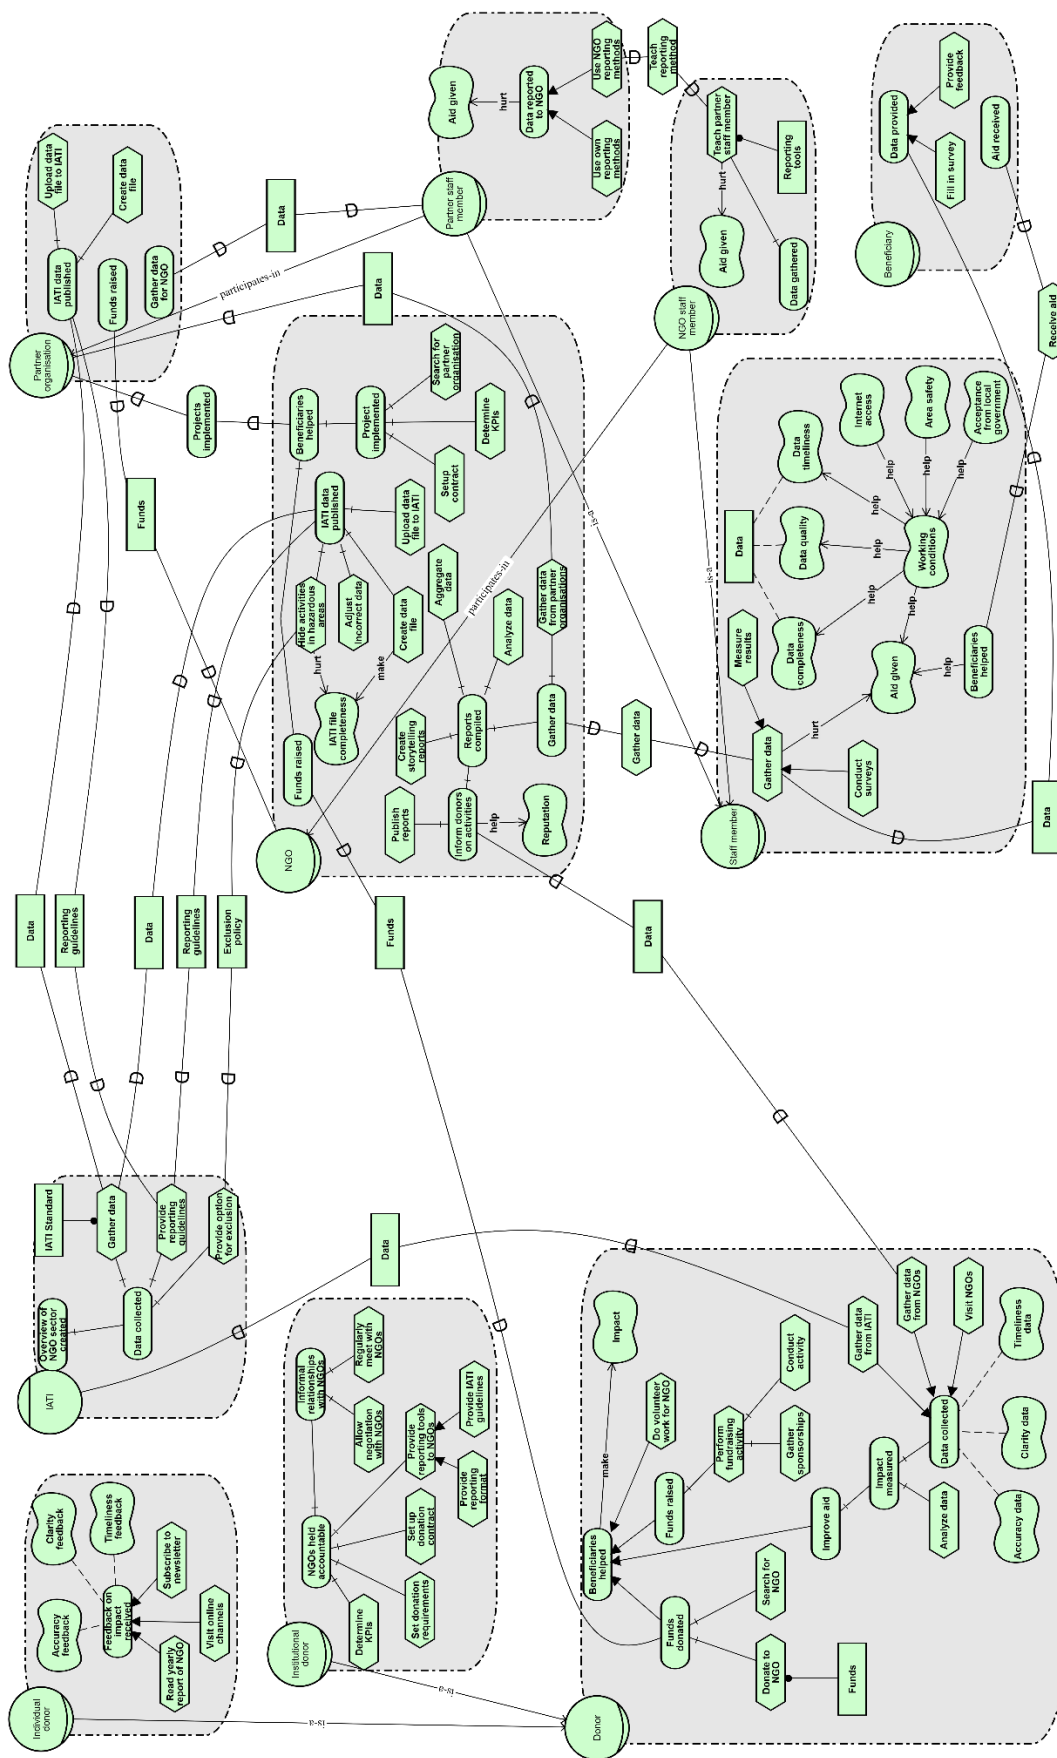 Partner
organisation
Upload data
file to IATI
Create data
file
IATI data
published
Funds raised
Gather data
for NGO
Data
D
D
participates-in
D
Data
D
D
Projects
implemented
D
D
Funds
D
D
D
Partner staff
member
Aid given
hurt
Data reported
to NGO
Use NGO
reporting
methods
Use own
reporting
methods
D
Teach
reporting
method
D
NGO staff
member
Teach partner
staff member
hurt
Aid given
Reporting
tools
Data gathered
Beneficiary
Data provided
Provide
feedback
Fill in survey
Aid received
D
Receive aid
D
D
NGO
Beneficiaries
helped
Project
implemented
Search for
partner
organisation
Determine
KPIs
Setup
contract
IATI data
published
Upload data
file to IATI
Hide activities
in hazardous
areas
Adjust
incorrect data
Create data
file
hurt
make
IATI file
completeness
Funds raised
Aggregate
data
Analyze data
Create
storytelling
reports
Reports
compiled
Gather data
from partner
organisations
Gather data
Publish
reports
Inform donors
on activities
help
Reputation
participates-in
is-a
is-a
D
Gather data
D
D
D
D
D
D
Staff member
Measure
results
Gather data
Conduct
surveys
hurt
Aid given
help
Beneficiaries
helped
help
Working
conditions
help
help
help
help
help
help
Data
Data
timeliness
Data quality
Data
completeness
Internet
access
Area safety
Acceptance
from local
government
D
Data
Data
Reporting
guidelines
Data
Reporting
guidelines
Exclusion
policy
Funds
D
Data
D
D
D
D
D
D
IATI
IATI Standard
Gather data
Provide
reporting
guidelines
Provide option
for exclusion
Overview of
NGO sector
created
Data collected
D
Data
D
D
Individual
donor
Clarity
feedback
Timeliness
feedback
Accuracy
feedback
Feedback on
impact
received
Subscribe to
newsletter
Visit online
channels
Read yearly
report of NGO
is-a
Institutional
donor
Informal
relationships
with NGOs
Regularly
meet with
NGOs
Allow
negotiation
with NGOs
NGOs held
accountable
Provide
reporting tools
to NGOs
Provide IATI
guidelines
Provide
reporting
format
Set up
donation
contract
Set donation
requirements
Determine
KPIs
is-a
Donor
Impact
make
Beneficiaries
helped
Do volunteer
work for NGO
Funds raised
Perform
fundraising
activity
Conduct
activity
Gather
sponsorships
Improve aid
Impact
measured
Analyze data
Gather data
from IATI
Gather data
from NGOs
Visit NGOs
Data collected
Timeliness
data
Clarity data
Accuracy data
Funds
donated
Search for
NGO
Donate to
NGO
Funds
D